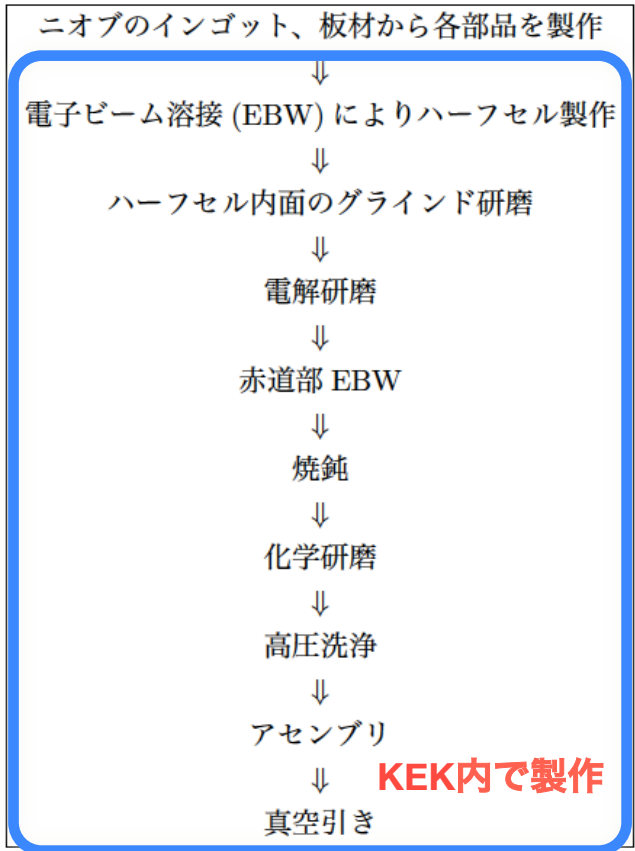 ニオブのインゴット、板材から各部品を製作
⇓
電子ビーム溶接 (EBW) によりハーフセル製作
⇓
ハーフセル内面のグラインド研磨
⇓
電解研磨
⇓
赤道部 EBW
⇓
焼鈍
⇓
化学研磨
⇓
高圧洗浄
⇓
アセンブリ
⇓
KEK内で製作
真空引き